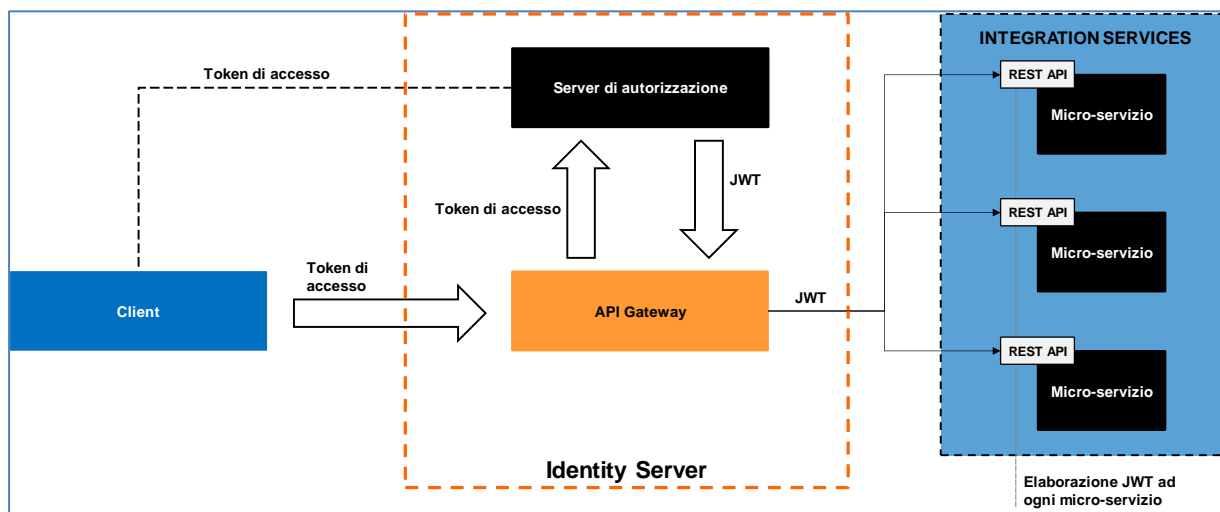 INTEGRATION SERVICES
Token di accesso
Server di autorizzazione
REST API
Micro-servizio
JWT
Token di accesso
REST API
Micro-servizio
Token di
accesso
Client
API Gateway
JWT
REST API
Micro-servizio
Identity Server
Elaborazione JWT ad
ogni micro-servizio